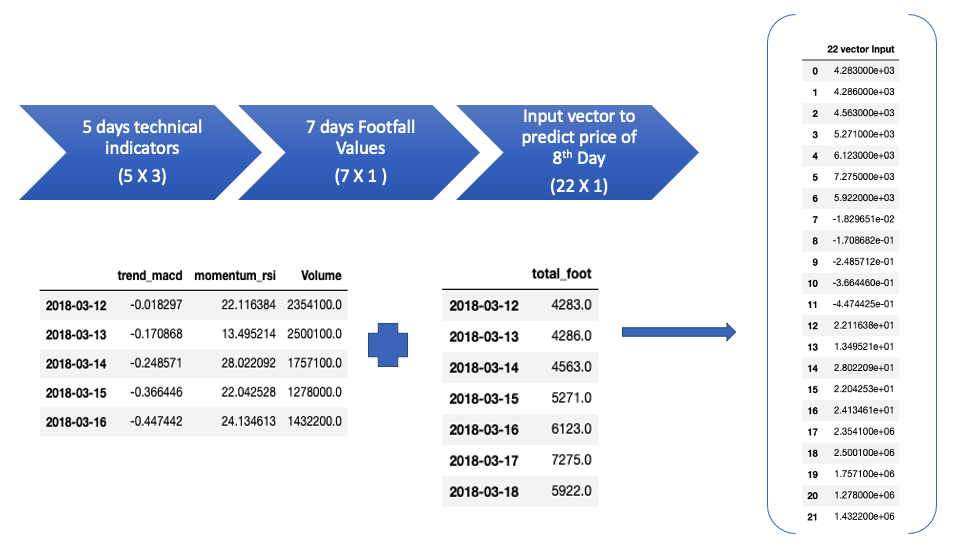 5 days technical
indicators
(5 X 3)
7 days Footfall
Values
(7 X 1 )
Input vector to
predict price of
8th Day
(22 X 1)
trend_macd momentum_rsi Volume
2018-03-12 -0.018297 22.116384 2354100.0
2018-03-13 -0.170868 13.495214 2500100.0
2018-03-14 -0.248571 28.022092 1757100.0
2018-03-15 -0.366446 22.042528 1278000.0
2018-03-16 -0.447442 24.134613 1432200.0
total_foot
2018-03-12 4283.0
2018-03-13 4286.0
2018-03-14 4563.0
2018-03-15 5271.0
2018-03-16 6123.0
2018-03-17 7275.0
2018-03-18 5922.0
22 vector Input
0 4.283000e+03
1 4.286000e+03
2 4.563000e+03
3 5.271000e+03
4 6.123000e+03
5 7.275000e+03
6 5.922000e+03
7 -1.829651e-02
8 -1.708682e-01
9 -2.485712e-01
10 -3.664460e-01
11 -4.474425e-01
12 2.211638e+01
13 1.349521e+01
14 2.802209e+01
15 2.204253e+01
16 2.413461e+01
17 2.354100e+06
18 2.500100e+06
19 1.757100e+06
20 1.278000e+06
21 1.432200e+06